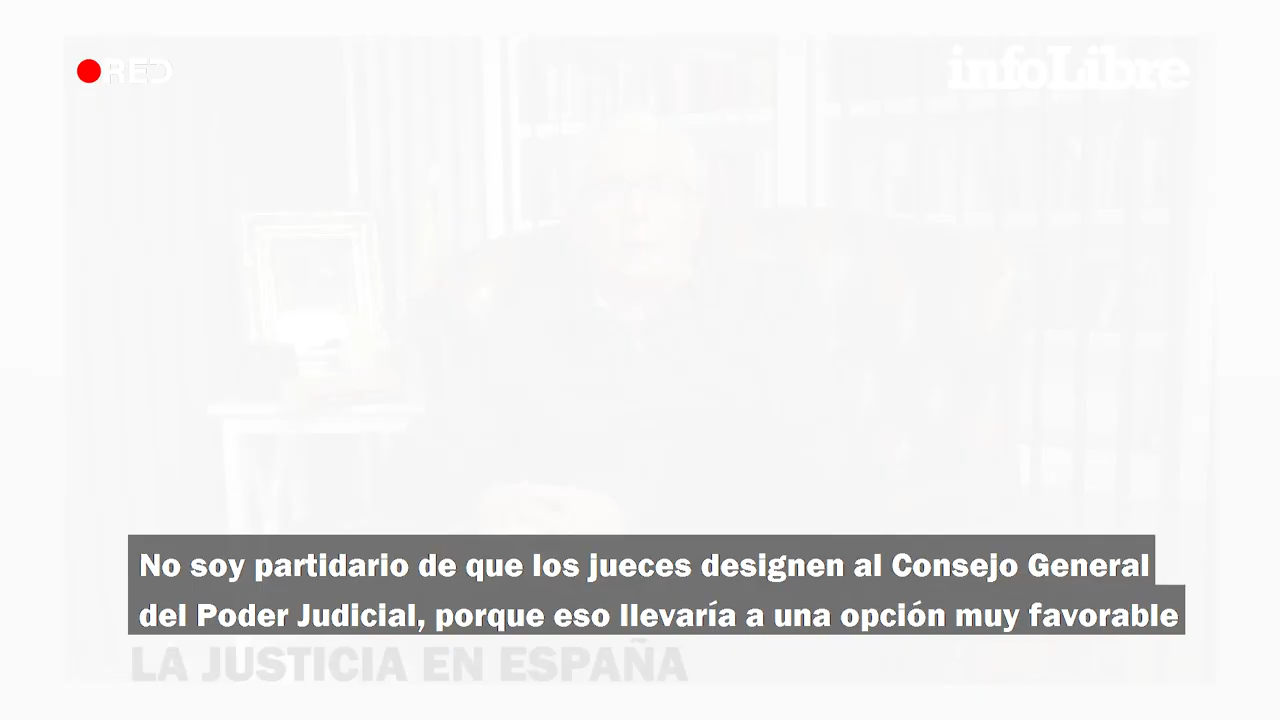 RED
infoLibre
No soy partidario de que los jueces designen al Consejo General
del Poder Judicial, porque eso llevaría a una opción muy favorable
LA JUSTICIA EN ESPAÑA